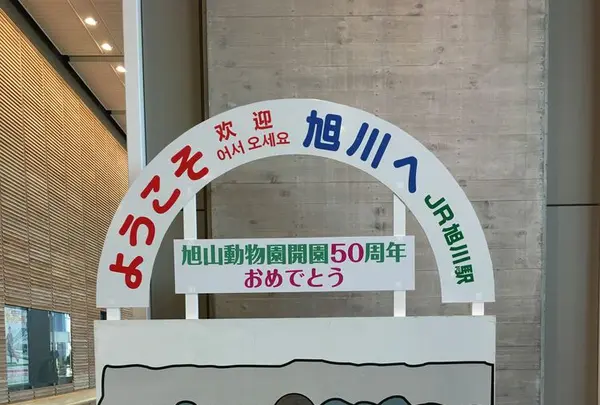 ようこそ
欢迎
어서 오세요
旭川へ
JR旭川駅
旭山動物園開園50周年
おめでとう